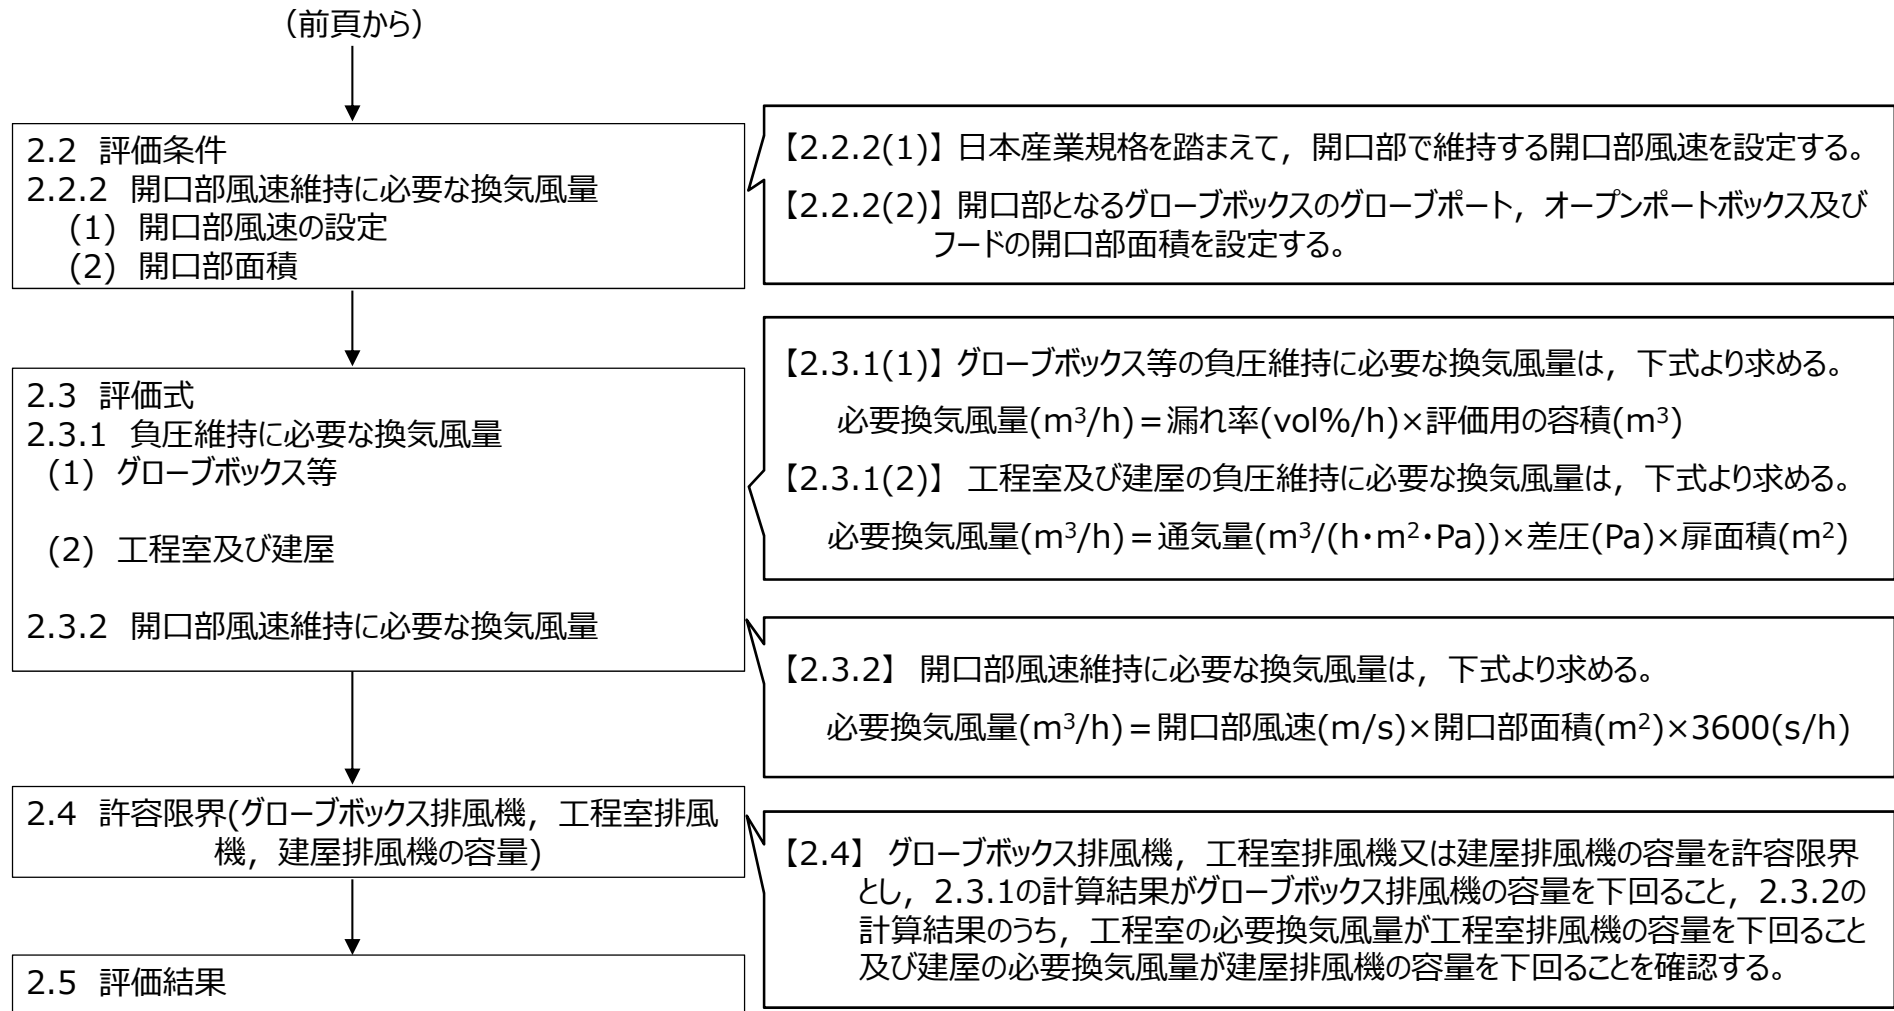 （前頁から）
2.2 評価条件
2.2.2 開口部風速維持に必要な換気風量
(1) 開口部風速の設定
(2) 開口部面積
【2.2.2(1)】日本産業規格を踏まえて，開口部で維持する開口部風速を設定する。
【2.2.2(2)】開口部となるグローブボックスのグローブポート，オープンポートボックス及び
フードの開口部面積を設定する。
2.3 評価式
2.3.1 負圧維持に必要な換気風量
(1) グローブボックス等
(2) 工程室及び建屋
2.3.2 開口部風速維持に必要な換気風量
【2.3.1(1)】グローブボックス等の負圧維持に必要な換気風量は，下式より求める。
必要換気風量(m³/h)＝漏れ率(vol%/h)×評価用の容積(m³)
【2.3.1(2)】 工程室及び建屋の負圧維持に必要な換気風量は，下式より求める。
必要換気風量(m³/h)＝通気量(m³/(h・m²・Pa))×差圧(Pa)×扉面積(m²)
【2.3.2】 開口部風速維持に必要な換気風量は，下式より求める。
必要換気風量(m³/h)＝開口部風速(m/s)×開口部面積(m²)×3600(s/h)
2.4 許容限界(グローブボックス排風機，工程室排風
機，建屋排風機の容量)
【2.4】 グローブボックス排風機，工程室排風機又は建屋排風機の容量を許容限界
とし，2.3.1の計算結果がグローブボックス排風機の容量を下回ること，2.3.2の
計算結果のうち，工程室の必要換気風量が工程室排風機の容量を下回ること
及び建屋の必要換気風量が建屋排風機の容量を下回ることを確認する。
2.5 評価結果